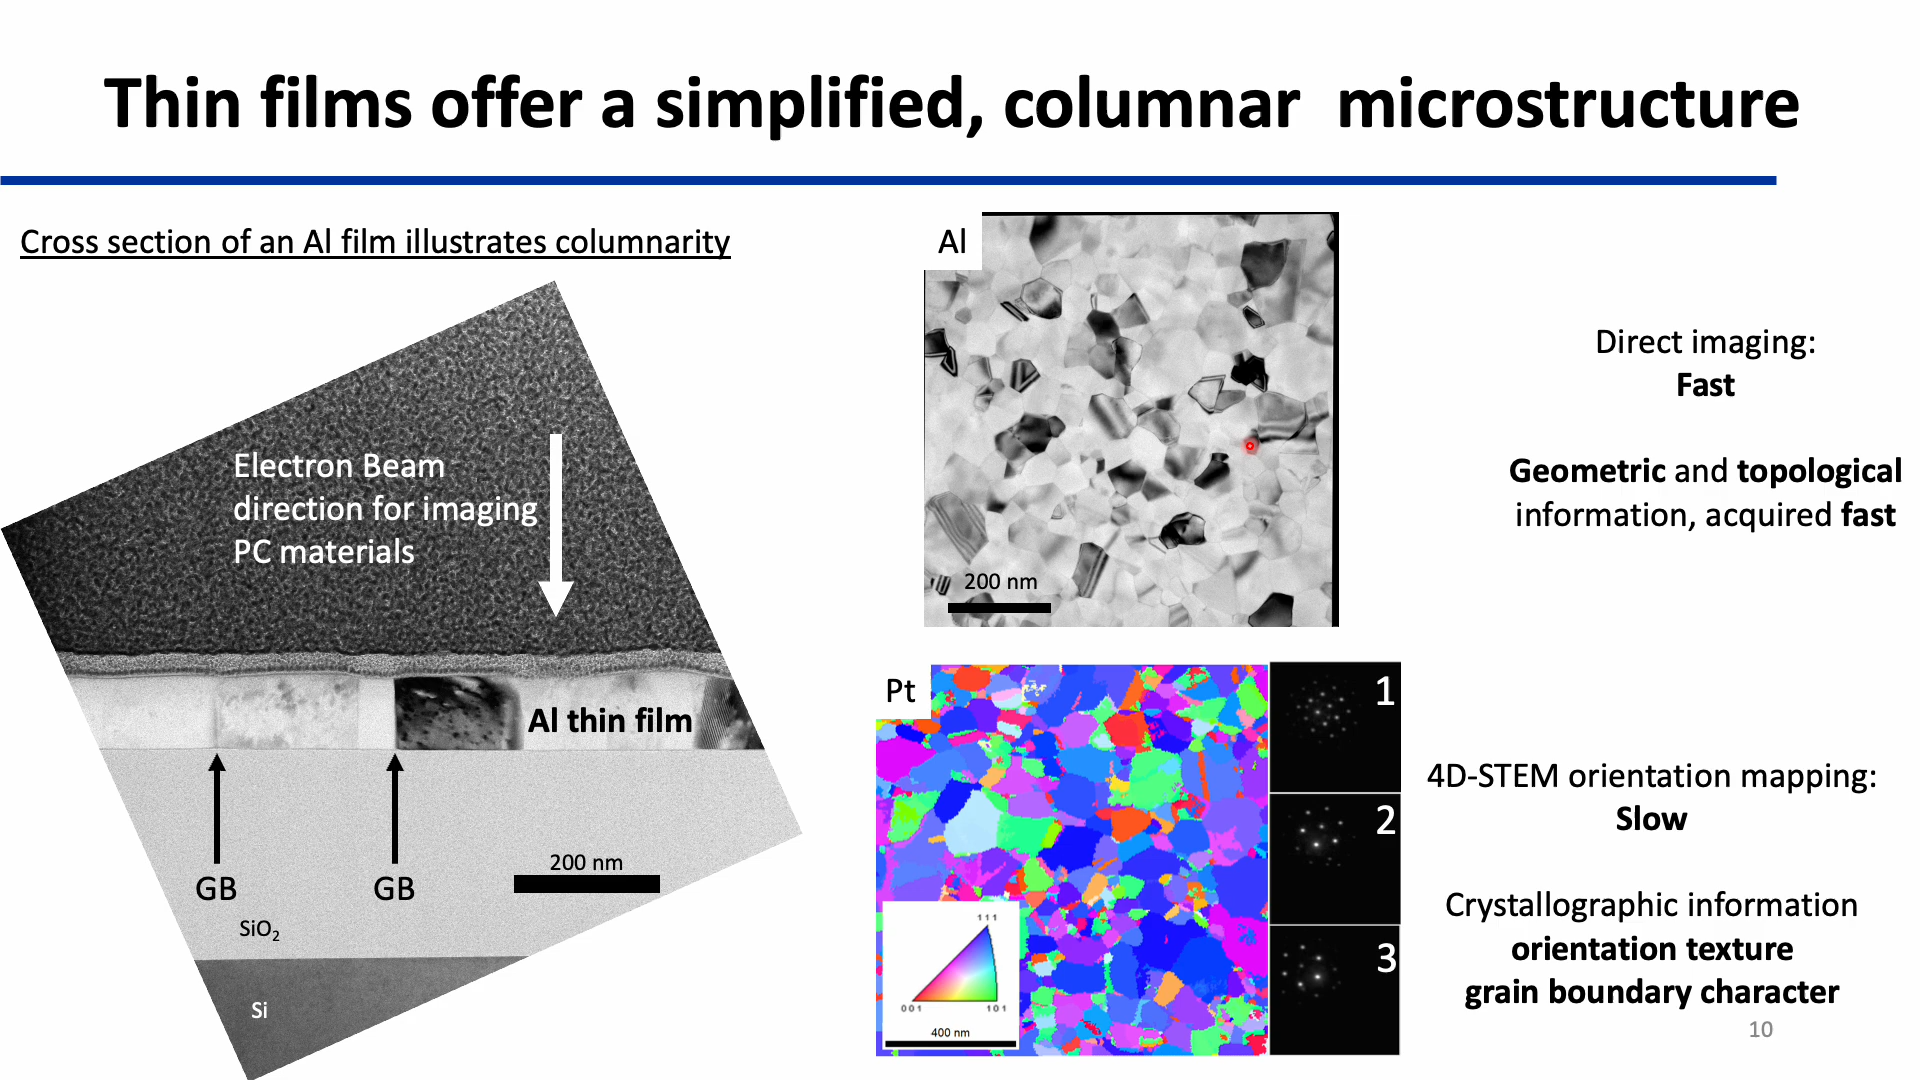 Thin films offer a simplified, columnar  microstructure
Cross section of an Al film illustrates columnarity
Electron Beam
direction for imaging
PC materials
Al thin film
GB
GB
200 nm
SiO₂
Si
Al
200 nm
Direct imaging:
Fast
Geometric and topological
information, acquired fast
Pt
1
2
3
111
001
101
400 nm
4D-STEM orientation mapping:
Slow
Crystallographic information
orientation texture
grain boundary character
10